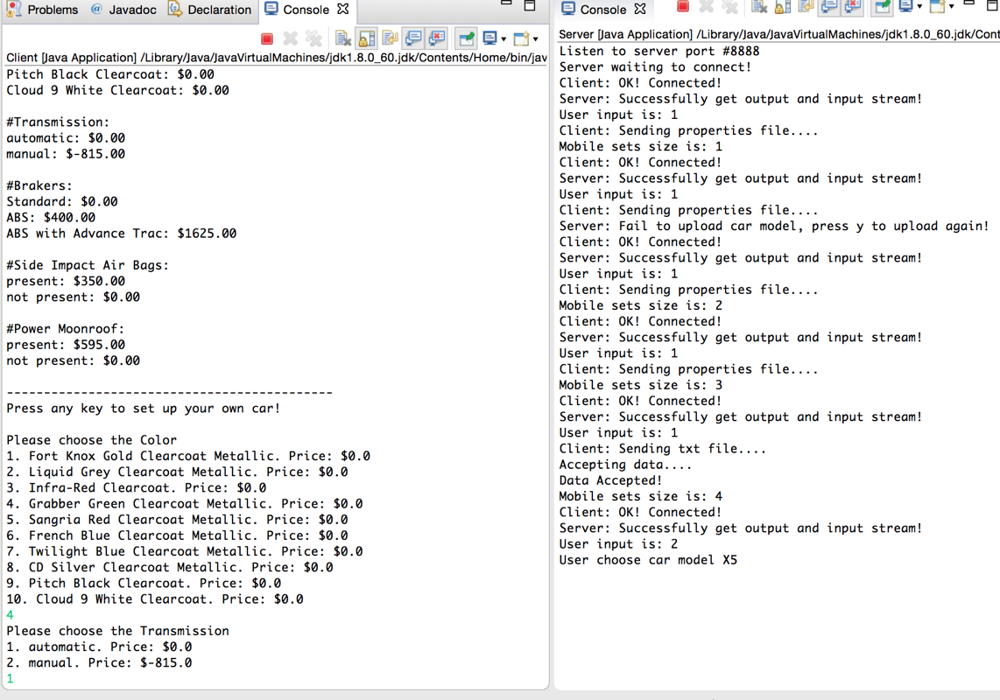 Problems @ Javadoc Declaration Console
Client [Java Application] /Library/Java/JavaVirtualMachines/jdk1.8.0_60.jdk/Contents/Home/bin/jav
Pitch Black Clearcoat: $0.00
Cloud 9 White Clearcoat: $0.00
#Transmission:
automatic: $0.00
manual: $-815.00
#Brakers:
Standard: $0.00
ABS: $400.00
ABS with Advance Trac: $1625.00
#Side Impact Air Bags:
present: $350.00
not present: $0.00
#Power Moonroof:
present: $595.00
not present: $0.00
--------------------------------------------
Press any key to set up your own car!
Please choose the Color
1. Fort Knox Gold Clearcoat Metallic. Price: $0.0
2. Liquid Grey Clearcoat Metallic. Price: $0.0
3. Infra-Red Clearcoat. Price: $0.0
4. Grabber Green Clearcoat Metallic. Price: $0.0
5. Sangria Red Clearcoat Metallic. Price: $0.0
6. French Blue Clearcoat Metallic. Price: $0.0
7. Twilight Blue Clearcoat Metallic. Price: $0.0
8. CD Silver Clearcoat Metallic. Price: $0.0
9. Pitch Black Clearcoat. Price: $0.0
10. Cloud 9 White Clearcoat. Price: $0.0
4
Please choose the Transmission
1. automatic. Price: $0.0
2. manual. Price: $-815.0
1
Console
Server [Java Application] /Library/Java/JavaVirtualMachines/jdk1.8.0_60.jdk/Cont
Listen to server port #8888
Server waiting to connect!
Client: OK! Connected!
Server: Successfully get output and input stream!
User input is: 1
Client: Sending properties file....
Mobile sets size is: 1
Client: OK! Connected!
Server: Successfully get output and input stream!
User input is: 1
Client: Sending properties file....
Server: Fail to upload car model, press y to upload again!
Client: OK! Connected!
Server: Successfully get output and input stream!
User input is: 1
Client: Sending properties file....
Mobile sets size is: 2
Client: OK! Connected!
Server: Successfully get output and input stream!
User input is: 1
Client: Sending properties file....
Mobile sets size is: 3
Client: OK! Connected!
Server: Successfully get output and input stream!
User input is: 1
Client: Sending txt file....
Accepting data....
Data Accepted!
Mobile sets size is: 4
Client: OK! Connected!
Server: Successfully get output and input stream!
User input is: 2
User choose car model X5